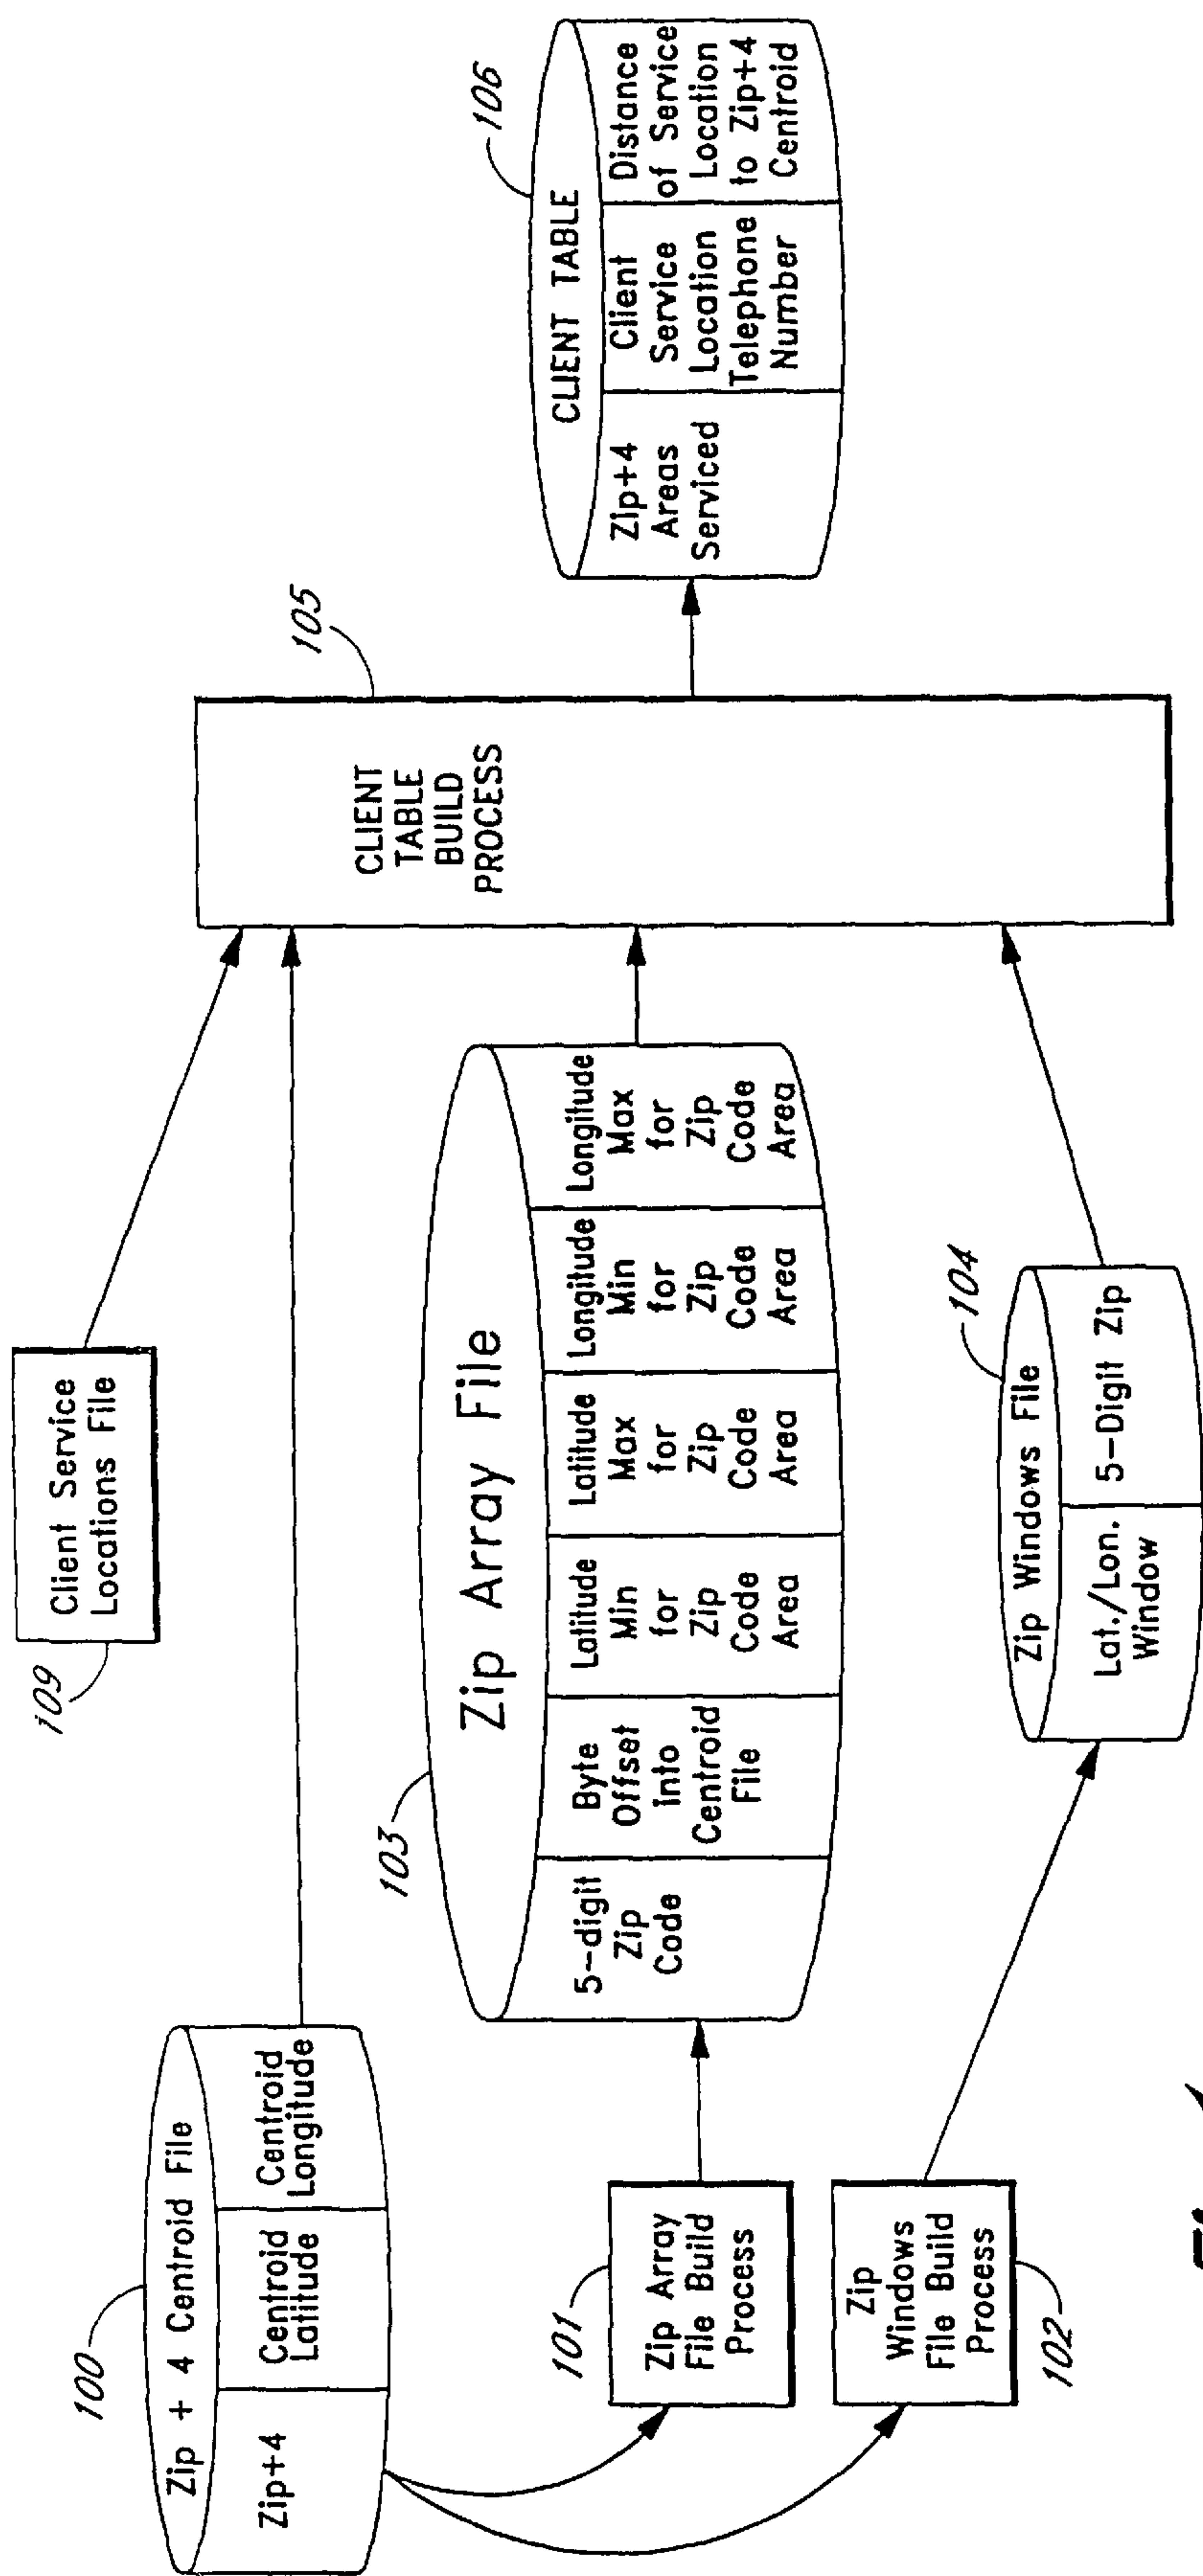 109
Client Service
Locations File
100
Zip + 4 Centroid File
Zip+4
Centroid
Latitude
Centroid
Longitude
103
Zip Array File
5-digit
Zip
Code
Byte
Offset
into
Centroid
File
Latitude
Min
for
Zip
Code
Area
Latitude
Max
for
Zip
Code
Area
Longitude
Min
for
Zip
Code
Area
Longitude
Max
for
Zip
Code
Area
101
Zip Array
File Build
Process
Zip
Windows
File Build
Process
102
104
Zip Windows File
Lat./Lon.
Window
5-Digit Zip
105
CLIENT
TABLE
BUILD
PROCESS
106
CLIENT TABLE
Zip+4
Areas
Serviced
Client
Service
Location
Telephone
Number
Distance
of Service
Location
to Zip+4
Centroid